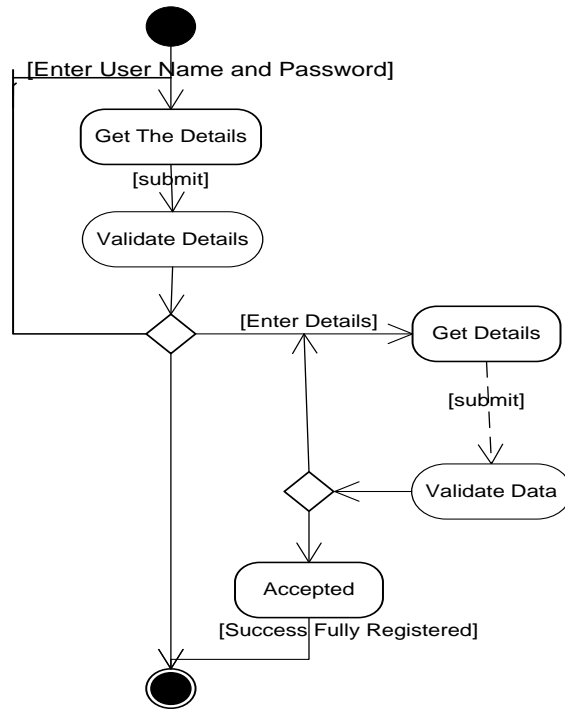 [Enter User Name and Password]
Get The Details
[submit]
Validate Details
[Enter Details]
Get Details
[submit]
Validate Data
Accepted
[Success Fully Registered]